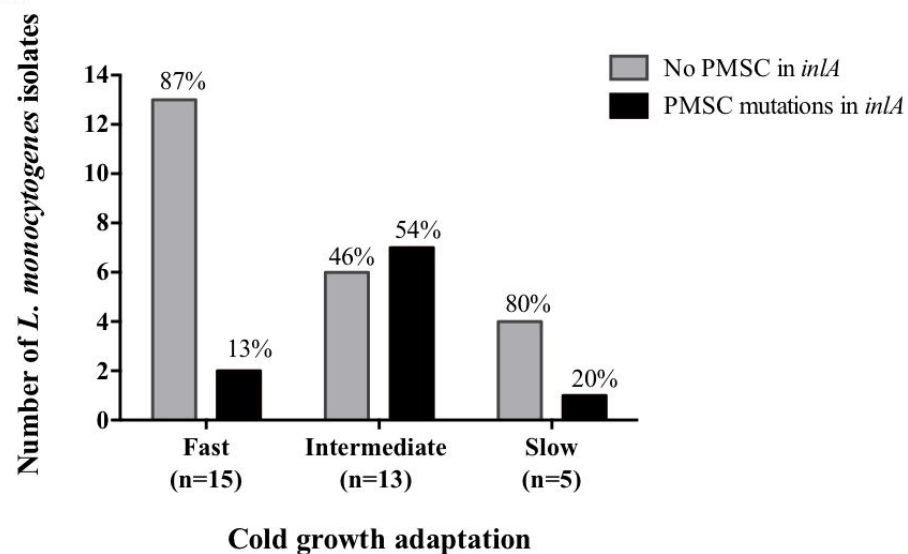 Number of L. monocytogenes isolates
14
12
10
8
6
4
2
0
87%
13%
46%
54%
80%
20%
Fast
(n=15)
Intermediate
(n=13)
Slow
(n=5)
Cold growth adaptation
No PMSC in inlA
PMSC mutations in inlA